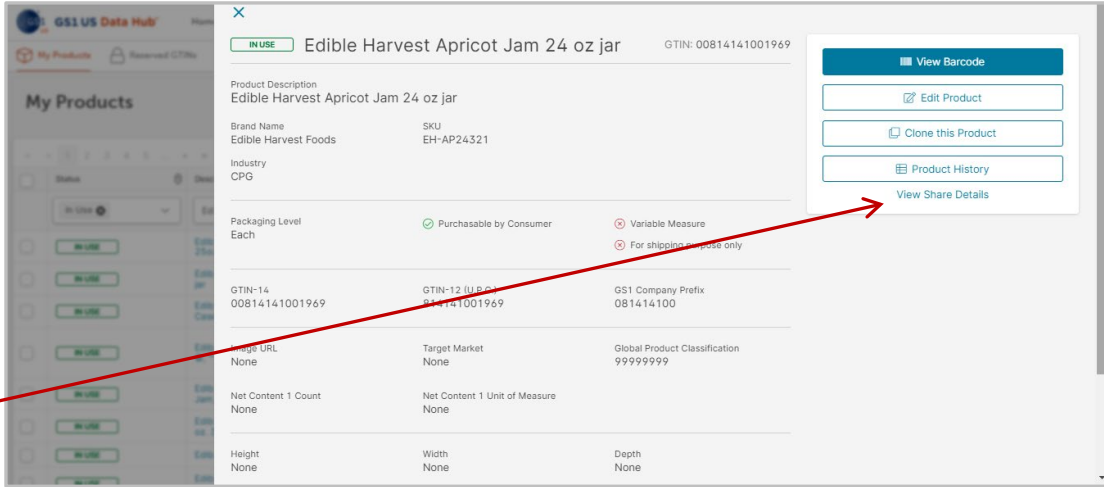 GS1 US Data Hub
My Products
Reserved GTINs
My Products
Status
In Use
IN USE
IN USE
IN USE
IN USE
IN USE
IN USE
IN USE
IN USE Edible Harvest Apricot Jam 24 oz jar GTIN: 00814141001969
Product Description
Edible Harvest Apricot Jam 24 oz jar
Brand Name SKU
Edible Harvest Foods EH-AP24321
Industry
CPG
Packaging Level Purchasable by Consumer Variable Measure
Each
For shipping purpose only
GTIN-14 GTIN-12 (U.P.C.) GS1 Company Prefix
00814141001969 814141001969 081414100
Image URL Target Market Global Product Classification
None None 99999999
Net Content 1 Count Net Content 1 Unit of Measure
None None
Height Width Depth
None None None
View Barcode
Edit Product
Clone this Product
Product History
View Share Details